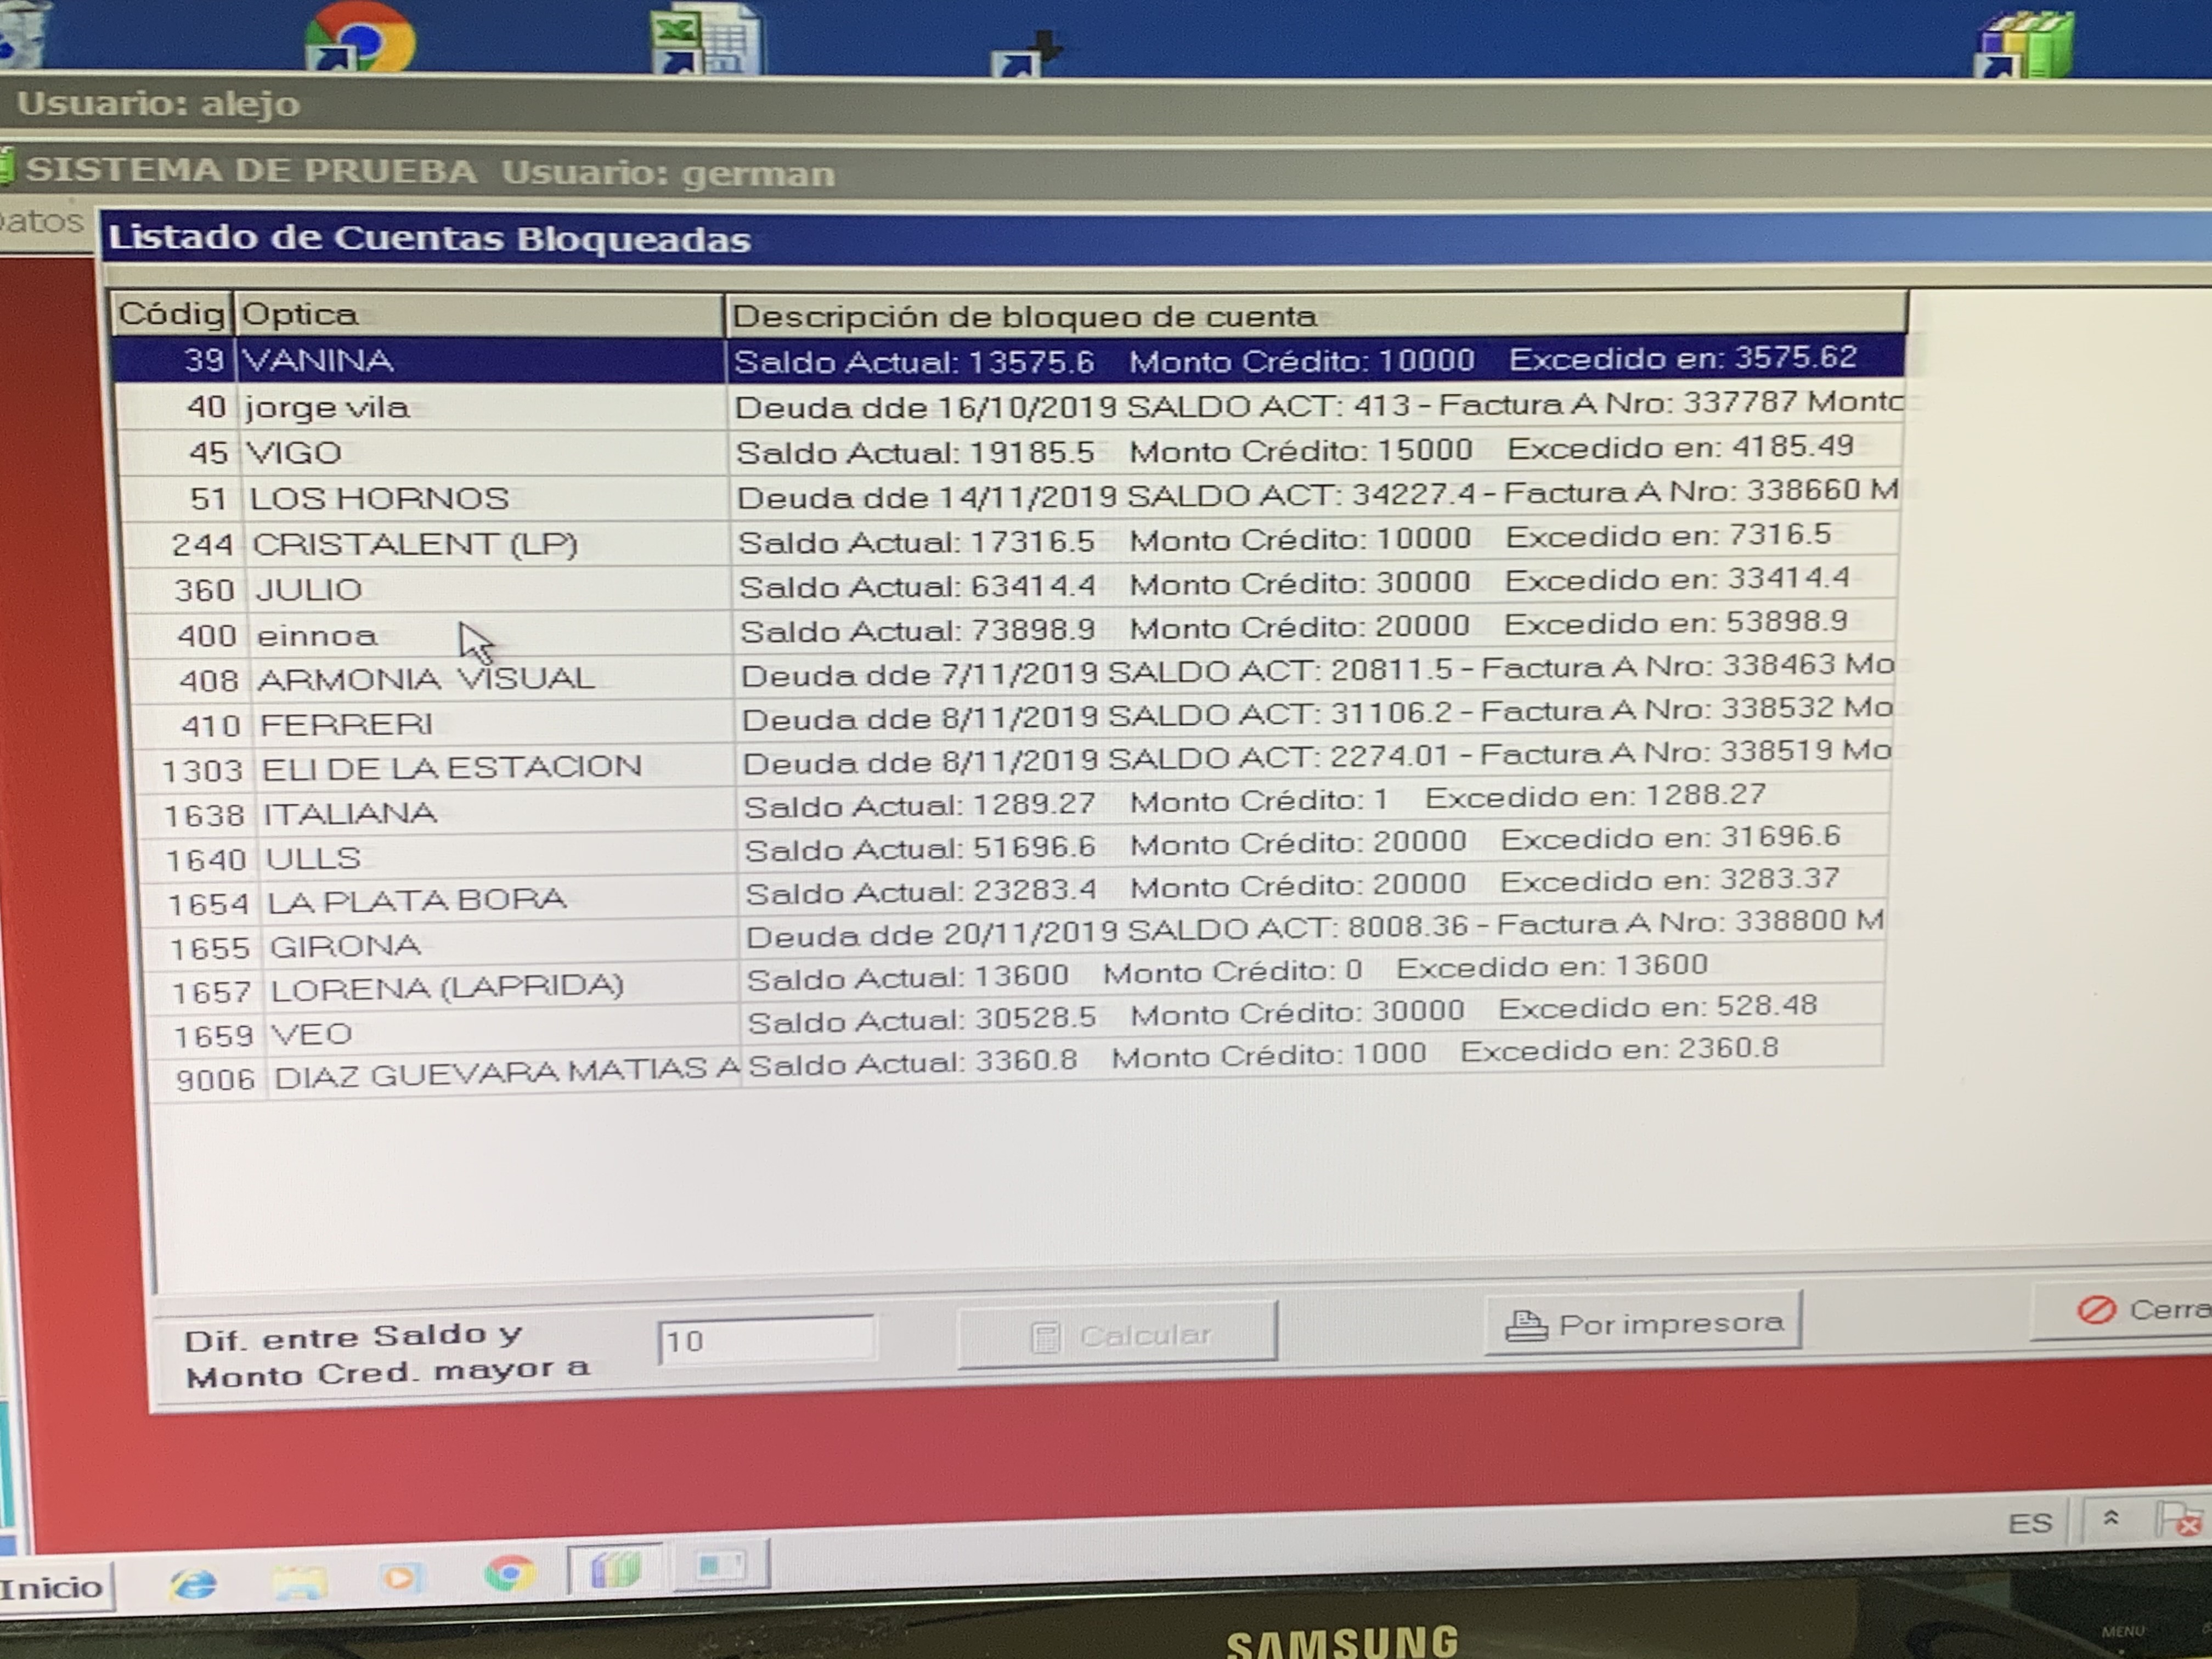 Usuario: alejo
SISTEMA DE PRUEBA Usuario: german
Datos
Listado de Cuentas Bloqueadas
Códig Optica Descripción de bloqueo de cuenta
39 VANINA Saldo Actual: 13575.6 Monto Crédito: 10000 Excedido en: 3575.62
40 jorge vila Deuda dde 16/10/2019 SALDO ACT: 413 - Factura A Nro: 337787 Monto
45 VIGO Saldo Actual: 19185.5 Monto Crédito: 15000 Excedido en: 4185.49
51 LOS HORNOS Deuda dde 14/11/2019 SALDO ACT: 34227.4 - Factura A Nro: 338660 M
244 CRISTALENT (LP) Saldo Actual: 17316.5 Monto Crédito: 10000 Excedido en: 7316.5
360 JULIO Saldo Actual: 63414.4 Monto Crédito: 30000 Excedido en: 33414.4
400 einnoa Saldo Actual: 73898.9 Monto Crédito: 20000 Excedido en: 53898.9
408 ARMONIA VISUAL Deuda dde 7/11/2019 SALDO ACT: 20811.5 - Factura A Nro: 338463 Mo
410 FERRERI Deuda dde 8/11/2019 SALDO ACT: 31106.2 - Factura A Nro: 338532 Mo
1303 ELI DE LA ESTACION Deuda dde 8/11/2019 SALDO ACT: 2274.01 - Factura A Nro: 338519 Mo
1638 ITALIANA Saldo Actual: 1289.27 Monto Crédito: 1 Excedido en: 1288.27
1640 ULLS Saldo Actual: 51696.6 Monto Crédito: 20000 Excedido en: 31696.6
1654 LA PLATA BORA Saldo Actual: 23283.4 Monto Crédito: 20000 Excedido en: 3283.37
1655 GIRONA Deuda dde 20/11/2019 SALDO ACT: 8008.36 - Factura A Nro: 338800 M
1657 LORENA (LAPRIDA) Saldo Actual: 13600 Monto Crédito: 0 Excedido en: 13600
1659 VEO Saldo Actual: 30528.5 Monto Crédito: 30000 Excedido en: 528.48
9006 DIAZ GUEVARA MATIAS A Saldo Actual: 3360.8 Monto Crédito: 1000 Excedido en: 2360.8
Dif. entre Saldo y
Monto Cred. mayor a
10
Calcular
Por impresora
Cerra
ES
Inicio
SAMSUNG
MENU